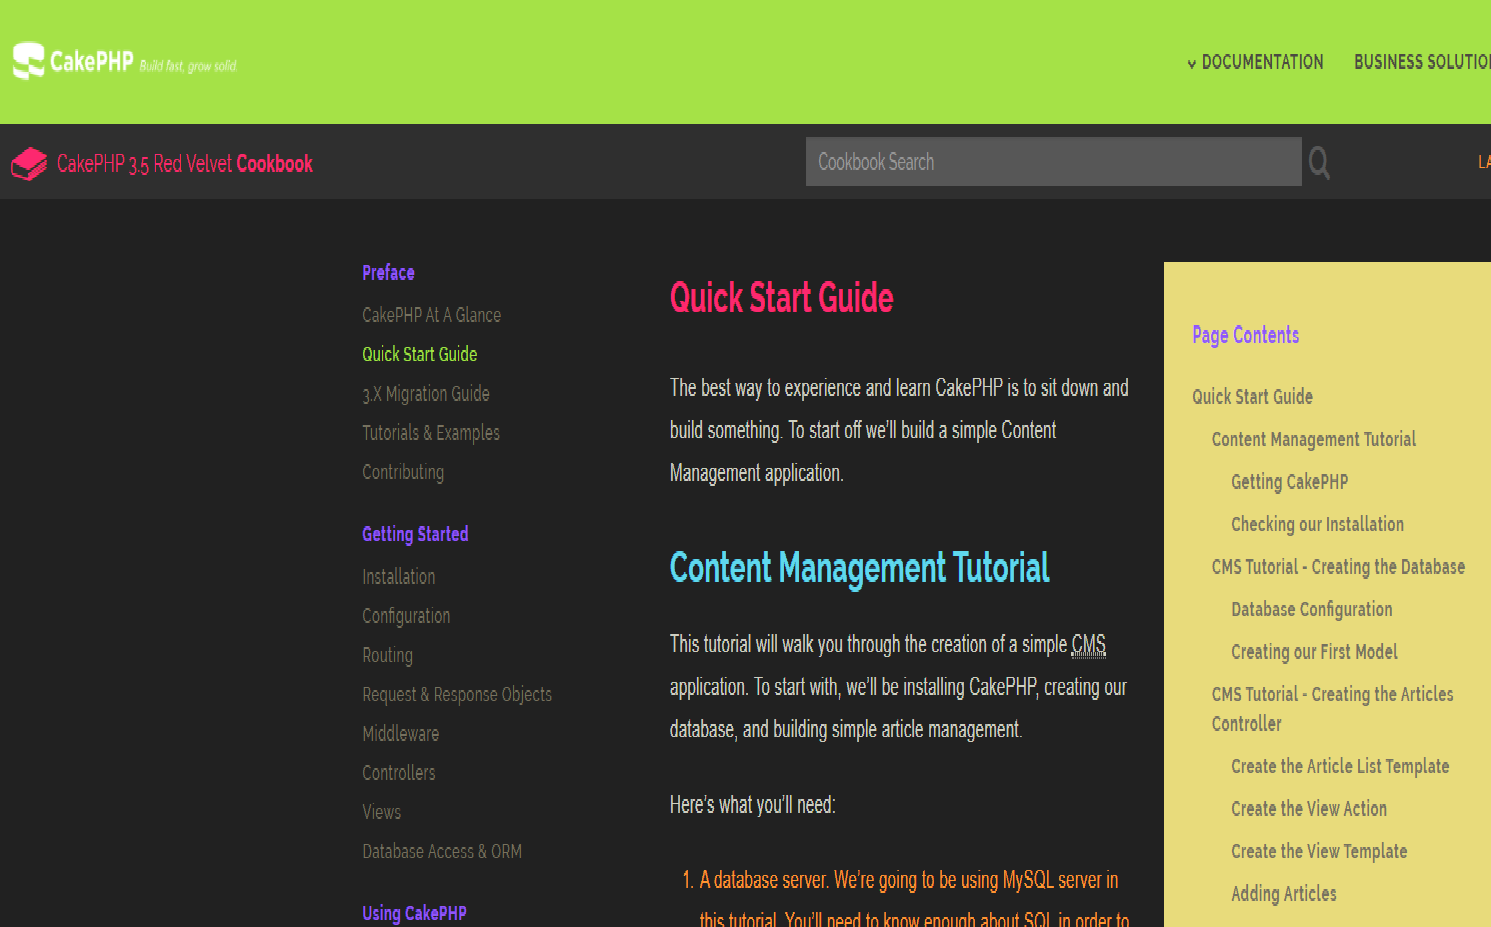 CakePHP Build fast, grow solid.
DOCUMENTATION
BUSINESS SOLUTION
CakePHP 3.5 Red Velvet Cookbook
Cookbook Search
LA
Preface
CakePHP At A Glance
Quick Start Guide
3.X Migration Guide
Tutorials & Examples
Contributing
Getting Started
Installation
Configuration
Routing
Request & Response Objects
Middleware
Controllers
Views
Database Access & ORM
Using CakePHP
Quick Start Guide
The best way to experience and learn CakePHP is to sit down and
build something. To start off we’ll build a simple Content
Management application.
Content Management Tutorial
This tutorial will walk you through the creation of a simple CMS
application. To start with, we’ll be installing CakePHP, creating our
database, and building simple article management.
Here’s what you’ll need:
1. A database server. We’re going to be using MySQL server in
this tutorial. You’ll need to know enough about SQL in order to
Page Contents
Quick Start Guide
Content Management Tutorial
Getting CakePHP
Checking our Installation
CMS Tutorial - Creating the Database
Database Configuration
Creating our First Model
CMS Tutorial - Creating the Articles
Controller
Create the Article List Template
Create the View Action
Create the View Template
Adding Articles